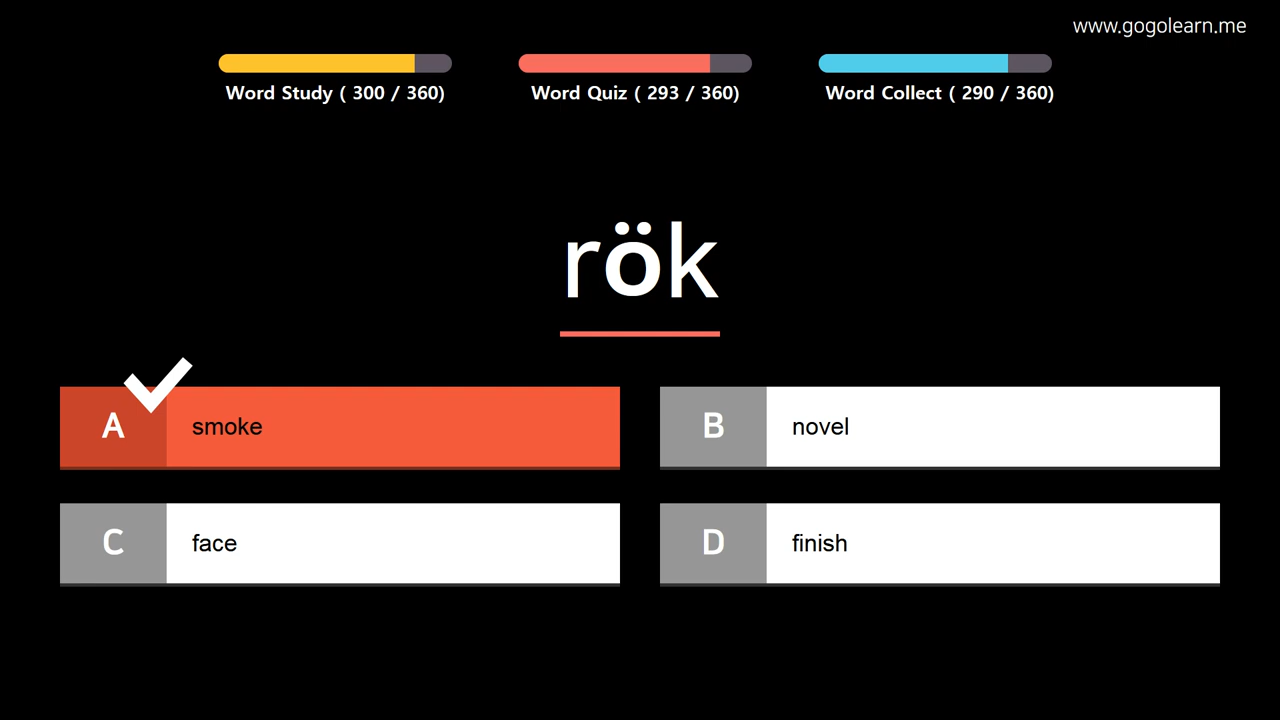 www.gogolearn.me
Word Study ( 300 / 360)
Word Quiz ( 293 / 360)
Word Collect ( 290 / 360)
rök
A smoke
B novel
C face
D finish